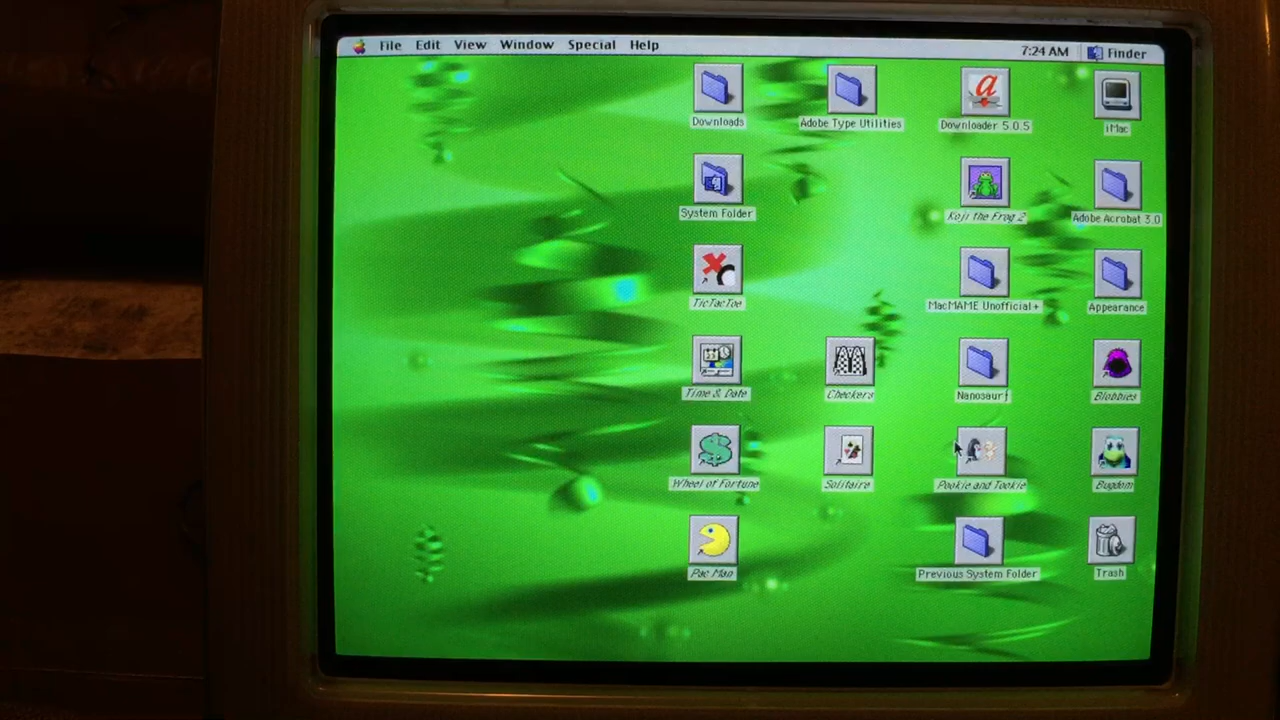 File Edit View Window Special Help
7:24 AM Finder
Downloads
Adobe Type Utilities
Downloader 5.0.5
iMac
System Folder
Koji the Frog 2
Adobe Acrobat 3.0
TicTacToe
MacMAME Unofficial+
Appearance
Time & Date
Checkers
Nanosaur
Blobbies
Wheel of Fortune
Solitaire
Pookie and Tookie
Bugdom
Pac Man
Previous System Folder
Trash